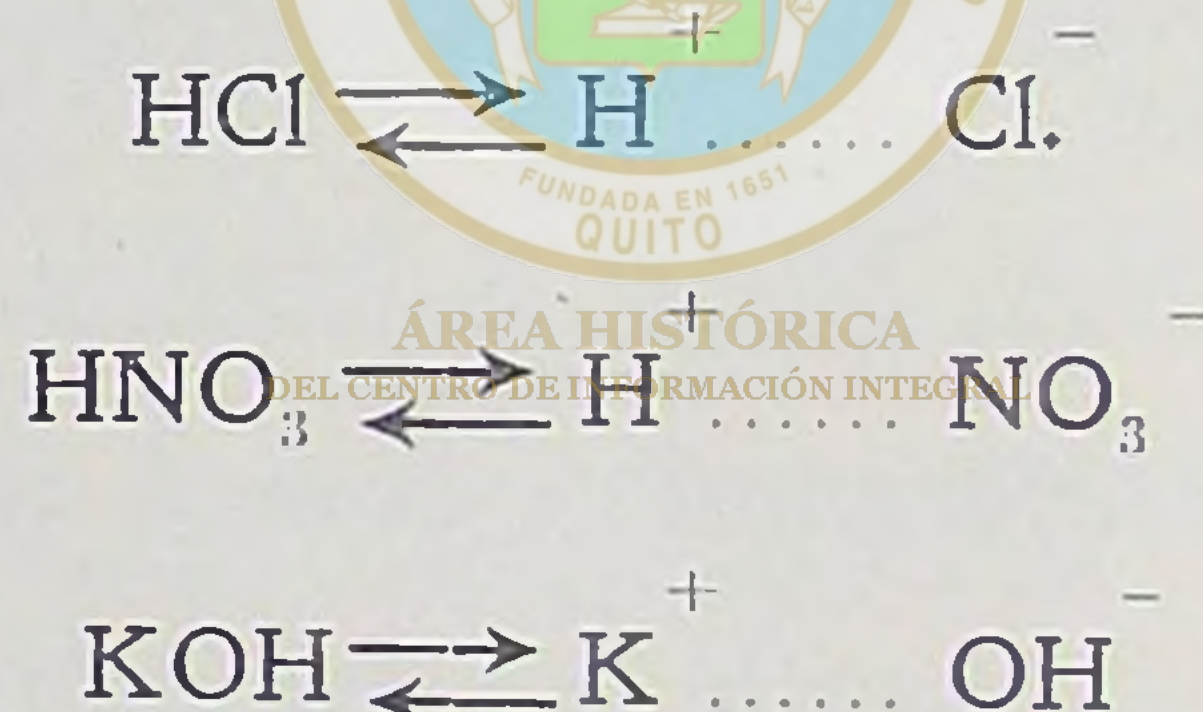 HCl ⇄ H⁺ ...... Cl.⁻
FUNDADA EN 1651
QUITO
ÁREA HISTÓRICA
HNO₃ ⇄ H⁺ ...... NO₃⁻
DEL CENTRO DE INFORMACIÓN INTEGRAL
KOH ⇄ K⁺ ...... OH⁻